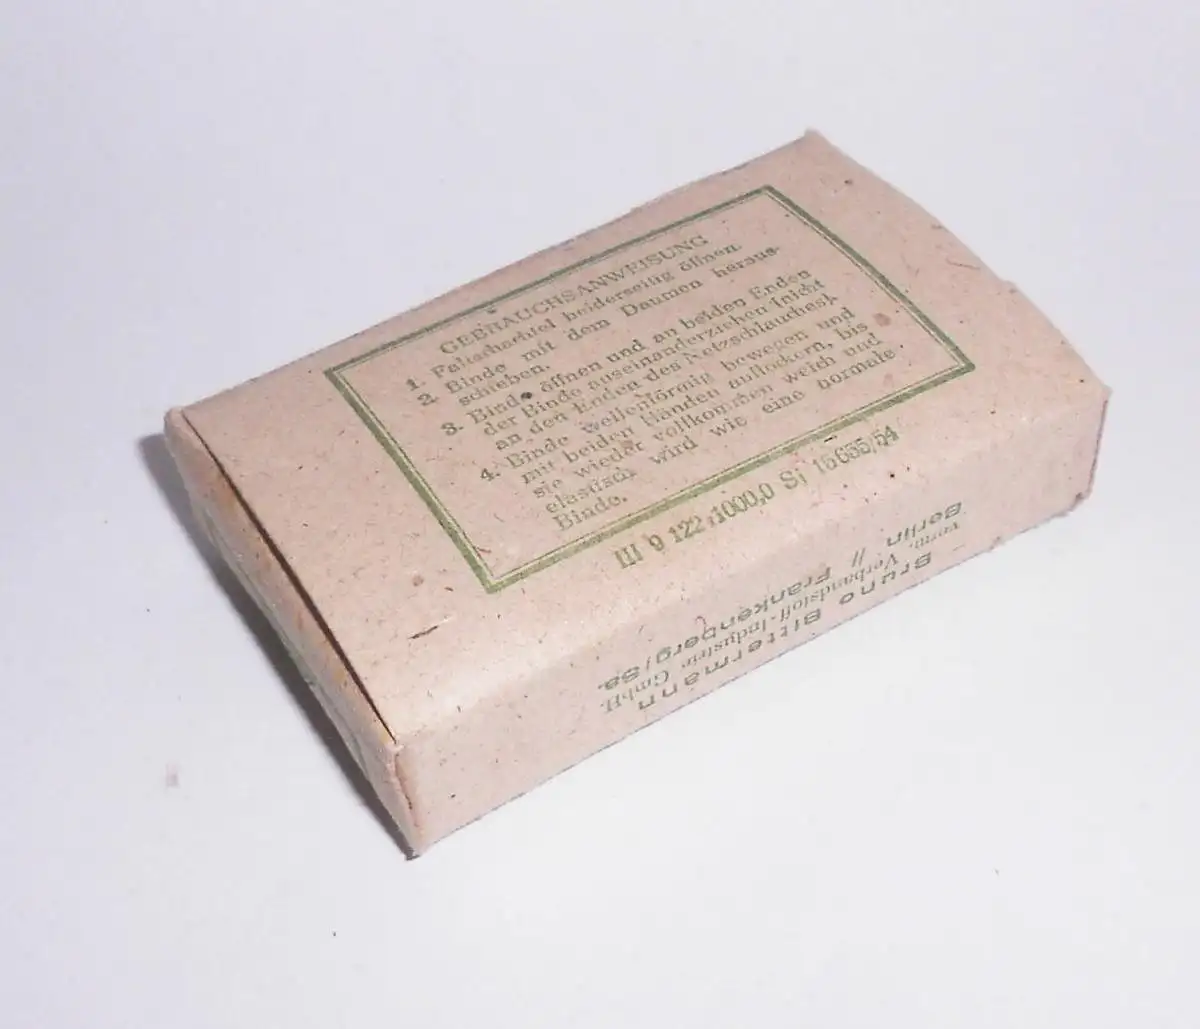 GEBRAUCHSANWEISUNG
1. Faltschachtel beiderseitig öffnen.
2. Binde mit dem Daumen heraus-
schieben.
3. Binde öffnen und an beiden Enden
der Binde auseinanderziehen (nicht
an den Enden des Netzschlauches).
4. Binde wellenförmig bewegen und
mit beiden Händen auflockern, bis
sie wieder vollkommen weich und
elastisch wird wie eine normale
Binde.
III 9 122 /1000,0 Si 15655/54
Bruno Bittermann
Verbandstoff-Industrie GmbH.
Berlin // Frankenberg/Sa.